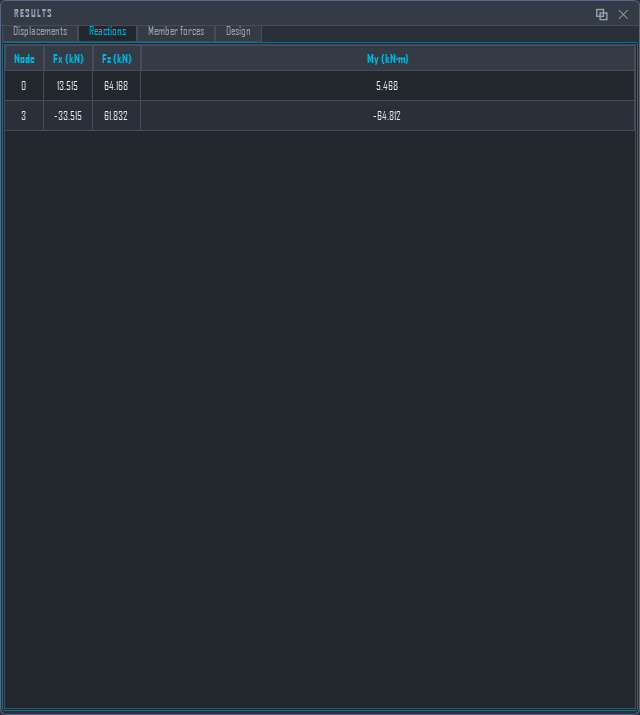 RESULTS
Displacements Reactions Member forces Design
Node Fx (kN) Fz (kN) My (kN·m)
0 13.515 64.168 5.468
3 -33.515 61.832 -64.812